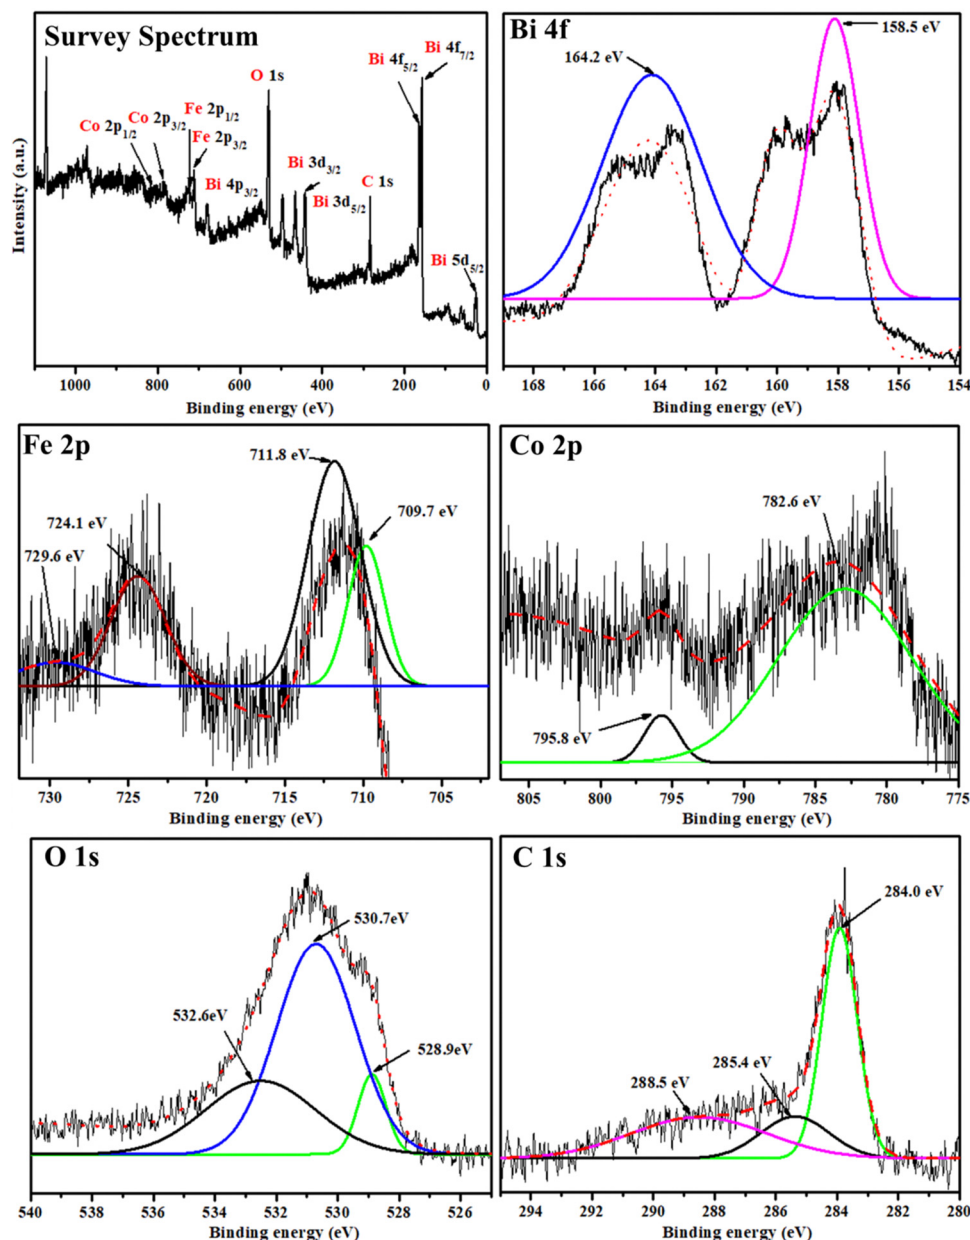 Survey Spectrum
Bi 4f7/2
Bi 4f5/2
O 1s
Fe 2p1/2
Co 2p3/2
Co 2p1/2
Fe 2p3/2
Bi 3d3/2
Bi 4p3/2
C 1s
Bi 3d5/2
Bi 5d5/2
Intensity (a.u.)
1000 800 600 400 200 0
Binding energy (eV)
Bi 4f
158.5 eV
164.2 eV
168 166 164 162 160 158 156 154
Binding energy (eV)
Fe 2p
711.8 eV
709.7 eV
724.1 eV
729.6 eV
730 725 720 715 710 705
Binding energy (eV)
Co 2p
782.6 eV
795.8 eV
805 800 795 790 785 780 775
Binding energy (eV)
O 1s
530.7eV
532.6eV
528.9eV
540 538 536 534 532 530 528 526
Binding energy (eV)
C 1s
284.0 eV
285.4 eV
288.5 eV
294 292 290 288 286 284 282 280
Binding energy (eV)